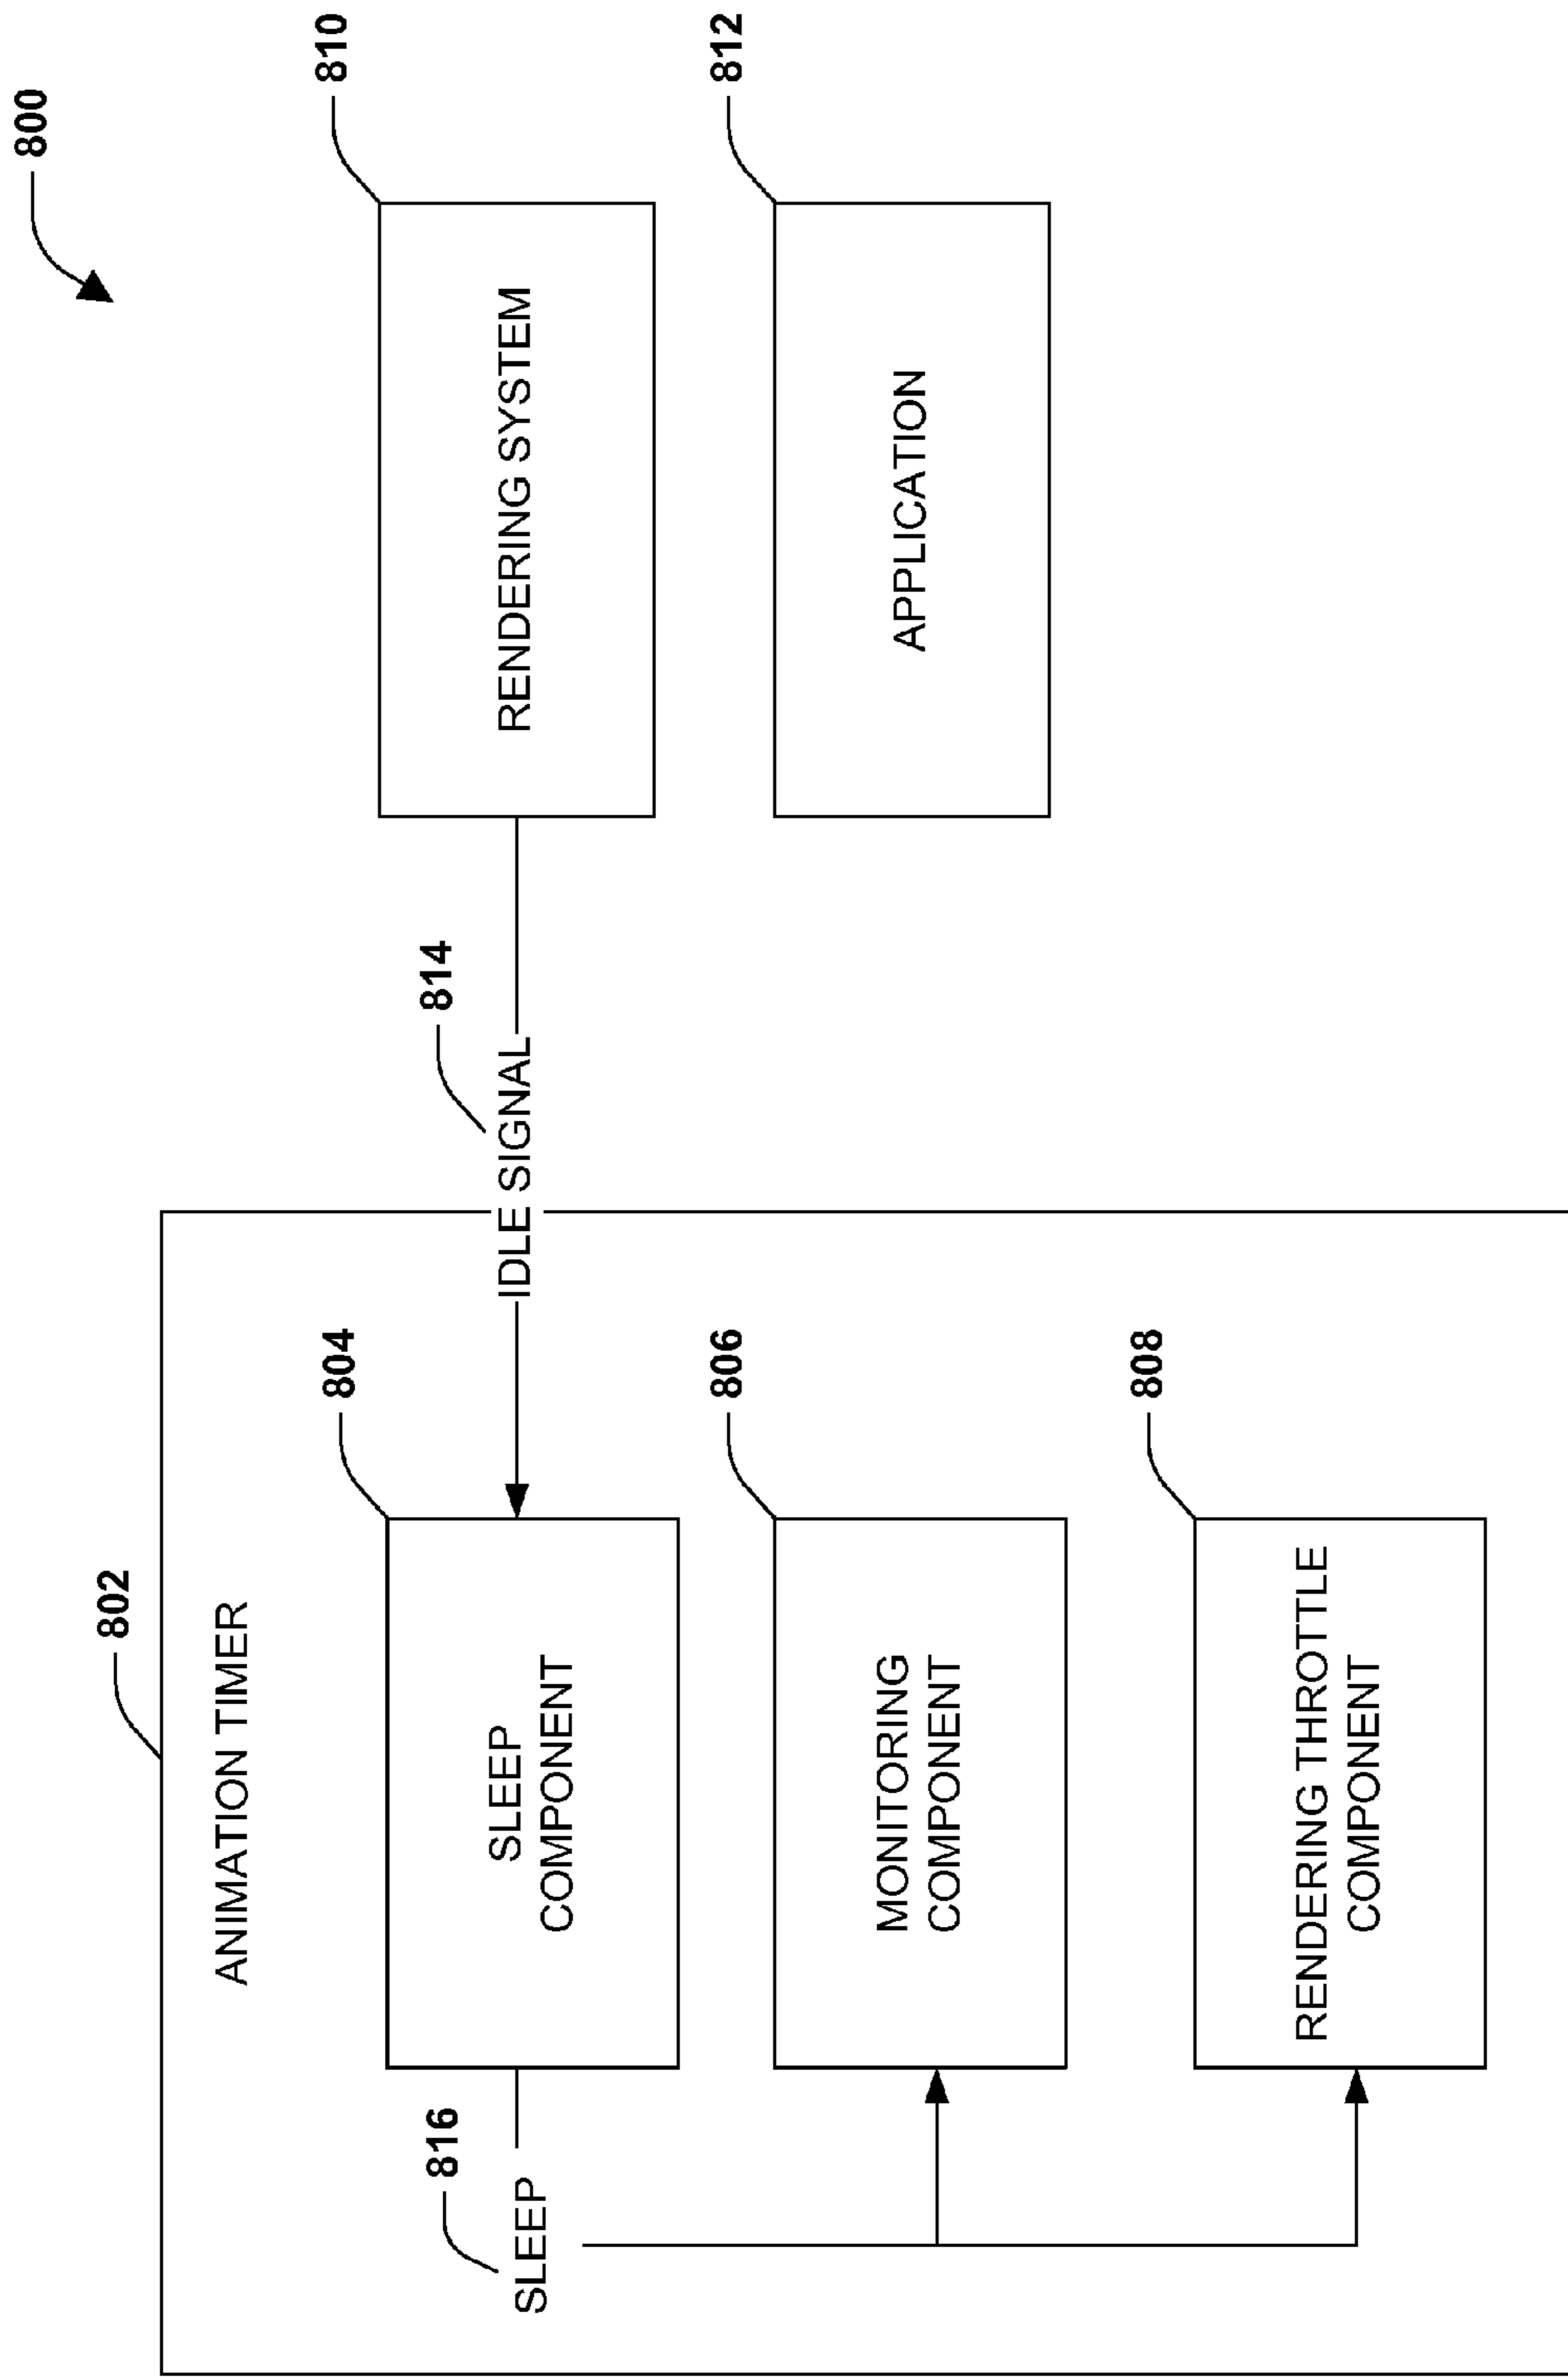 800
802
ANIMATION TIMER
804
SLEEP
COMPONENT
816
SLEEP
806
MONITORING
COMPONENT
808
RENDERING THROTTLE
COMPONENT
814
IDLE SIGNAL
810
RENDERING SYSTEM
812
APPLICATION